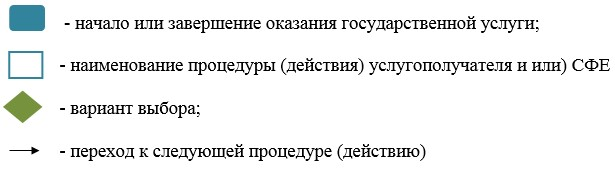 - начало или завершение оказания государственной услуги;
- наименование процедуры (действия) услугополучателя и или) СФЕ
- вариант выбора;
- переход к следующей процедуре (действию)